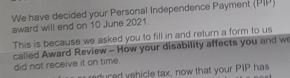 We have decided your Personal Independence Payment (PIP)
award will end on 10 June 2021.
This is because we asked you to fill in and return a form to us
called Award Review – How your disability affects you and we
did not receive it on time.
reduced vehicle tax, now that your PIP has